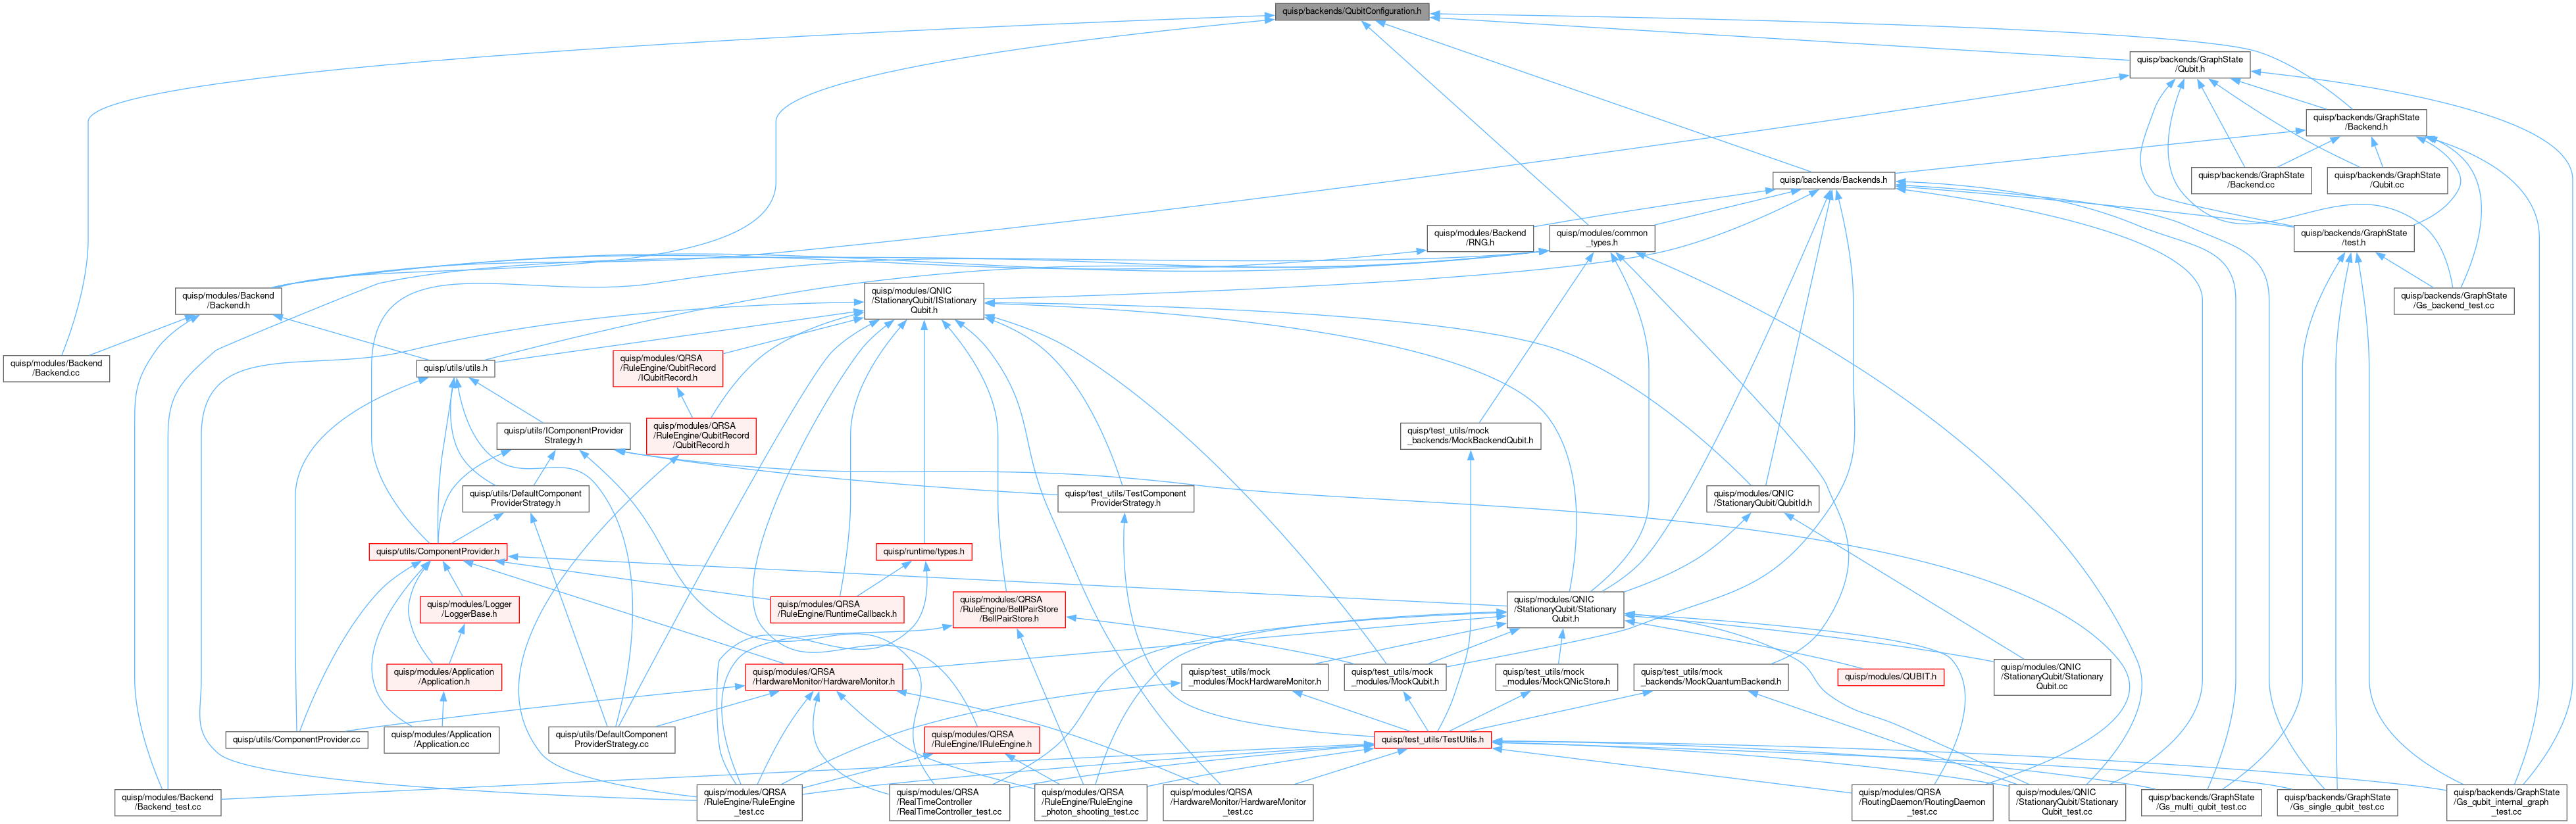 quisp/backends/QubitConfiguration.h
quisp/backends/GraphState
/Qubit.h
quisp/backends/GraphState
/Backend.h
quisp/backends/Backends.h
quisp/backends/GraphState
/Backend.cc
quisp/backends/GraphState
/Qubit.cc
quisp/modules/Backend
/RNG.h
quisp/modules/common
_types.h
quisp/backends/GraphState
/test.h
quisp/modules/Backend
/Backend.h
quisp/modules/QNIC
/StationaryQubit/IStationary
Qubit.h
quisp/backends/GraphState
/Gs_backend_test.cc
quisp/modules/Backend
/Backend.cc
quisp/utils/utils.h
quisp/modules/QRSA
/RuleEngine/QubitRecord
/IQubitRecord.h
quisp/utils/IComponentProvider
Strategy.h
quisp/modules/QRSA
/RuleEngine/QubitRecord
/QubitRecord.h
quisp/test_utils/mock
_backends/MockBackendQubit.h
quisp/utils/DefaultComponent
ProviderStrategy.h
quisp/test_utils/TestComponent
ProviderStrategy.h
quisp/modules/QNIC
/StationaryQubit/QubitId.h
quisp/utils/ComponentProvider.h
quisp/runtime/types.h
quisp/modules/Logger
/LoggerBase.h
quisp/modules/QRSA
/RuleEngine/RuntimeCallback.h
quisp/modules/QRSA
/RuleEngine/BellPairStore
/BellPairStore.h
quisp/modules/QNIC
/StationaryQubit/Stationary
Qubit.h
quisp/modules/Application
/Application.h
quisp/modules/QRSA
/HardwareMonitor/HardwareMonitor.h
quisp/test_utils/mock
_modules/MockHardwareMonitor.h
quisp/test_utils/mock
_modules/MockQubit.h
quisp/test_utils/mock
_modules/MockQNicStore.h
quisp/test_utils/mock
_backends/MockQuantumBackend.h
quisp/modules/QUBIT.h
quisp/modules/QNIC
/StationaryQubit/Stationary
Qubit.cc
quisp/utils/ComponentProvider.cc
quisp/modules/Application
/Application.cc
quisp/utils/DefaultComponent
ProviderStrategy.cc
quisp/modules/QRSA
/RuleEngine/IRuleEngine.h
quisp/test_utils/TestUtils.h
quisp/modules/Backend
/Backend_test.cc
quisp/modules/QRSA
/RuleEngine/RuleEngine
_test.cc
quisp/modules/QRSA
/RealTimeController
/RealTimeController_test.cc
quisp/modules/QRSA
/RuleEngine/RuleEngine
_photon_shooting_test.cc
quisp/modules/QRSA
/HardwareMonitor/HardwareMonitor
_test.cc
quisp/modules/QRSA
/RoutingDaemon/RoutingDaemon
_test.cc
quisp/modules/QNIC
/StationaryQubit/Stationary
Qubit_test.cc
quisp/backends/GraphState
/Gs_multi_qubit_test.cc
quisp/backends/GraphState
/Gs_single_qubit_test.cc
quisp/backends/GraphState
/Gs_qubit_internal_graph
_test.cc